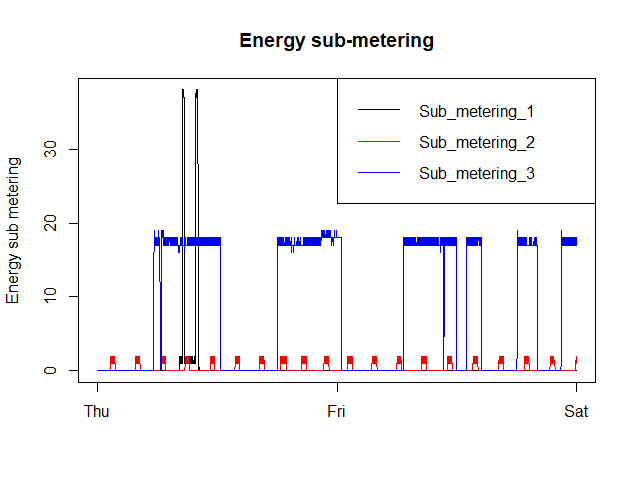 Energy sub-metering
Sub_metering_1
Sub_metering_2
Sub_metering_3
Energy sub metering
30
20
10
0
Thu
Fri
Sat